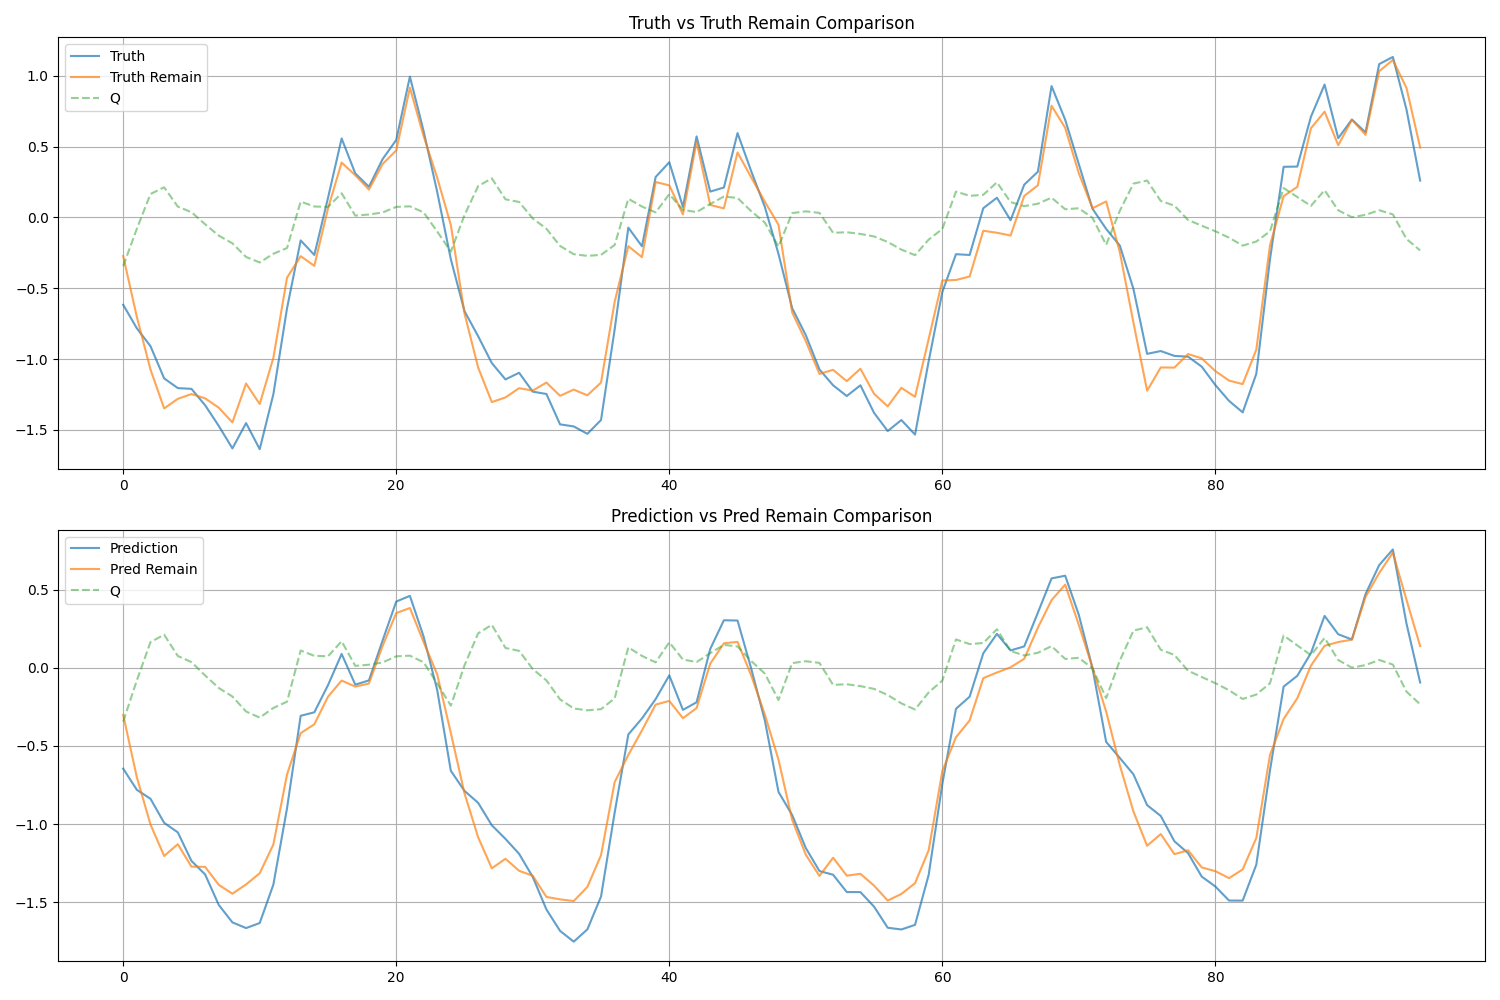 Truth vs Truth Remain Comparison
Truth
Truth Remain
Q
1.0
0.5
0.0
−0.5
−1.0
−1.5
0 20 40 60 80
Prediction vs Pred Remain Comparison
Prediction
Pred Remain
Q
0.5
0.0
−0.5
−1.0
−1.5
0 20 40 60 80